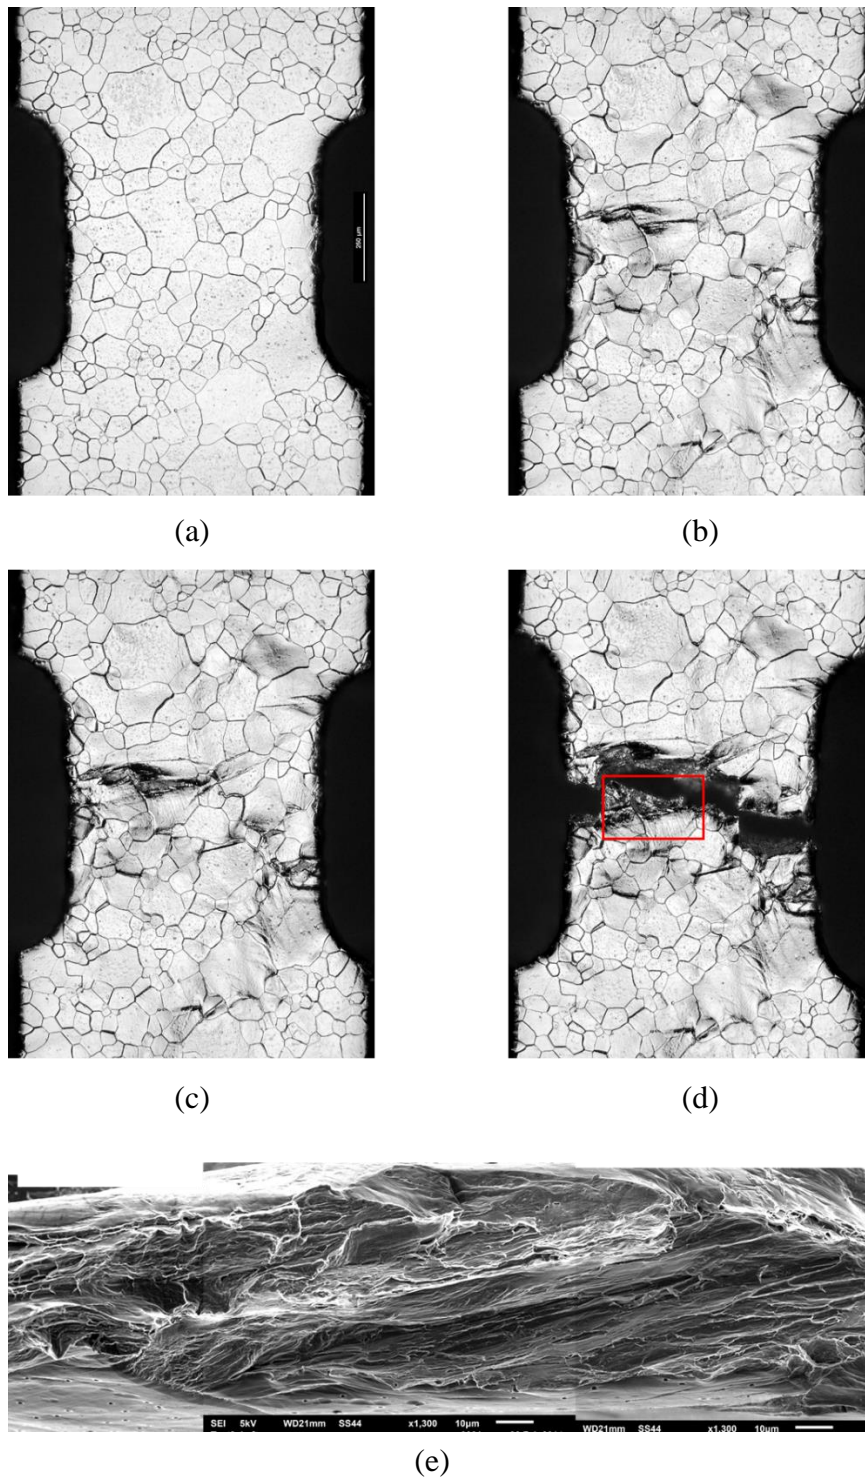 250 µm
(a)
(b)
(c)
(d)
SEI 5kV WD21mm SS44 x1,300 10µm
WD21mm SS44 x1,300 10µm
(e)